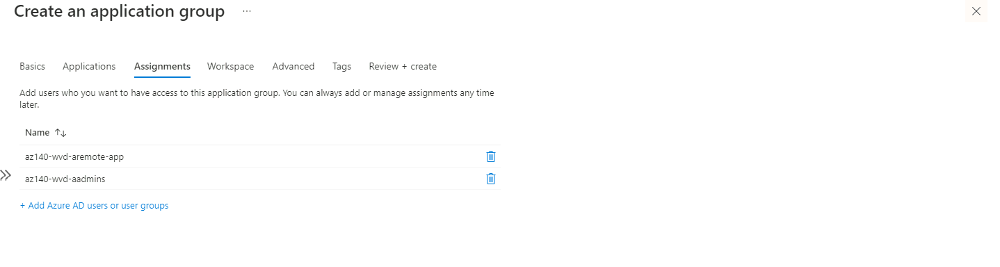 Create an application group ...
Basics Applications Assignments Workspace Advanced Tags Review + create
Add users who you want to have access to this application group. You can always add or manage assignments any time
later.
Name
az140-wvd-aremote-app
az140-wvd-aadmins
+ Add Azure AD users or user groups